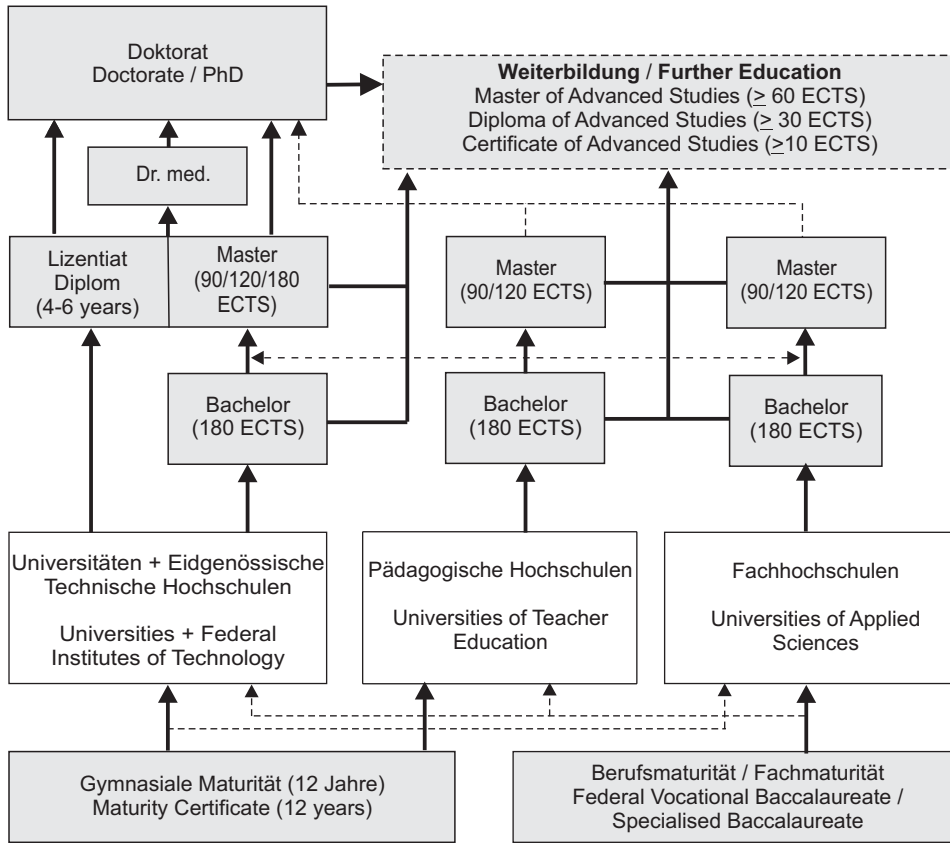 Doktorat
Doctorate / PhD
Weiterbildung / Further Education
Master of Advanced Studies (≥ 60 ECTS)
Diploma of Advanced Studies (≥ 30 ECTS)
Certificate of Advanced Studies (≥10 ECTS)
Dr. med.
Lizentiat
Diplom
(4-6 years)
Master
(90/120/180
ECTS)
Master
(90/120 ECTS)
Master
(90/120 ECTS)
Bachelor
(180 ECTS)
Bachelor
(180 ECTS)
Bachelor
(180 ECTS)
Universitäten + Eidgenössische
Technische Hochschulen
Universities + Federal
Institutes of Technology
Pädagogische Hochschulen
Universities of Teacher
Education
Fachhochschulen
Universities of Applied
Sciences
Gymnasiale Maturität (12 Jahre)
Maturity Certificate (12 years)
Berufsmaturität / Fachmaturität
Federal Vocational Baccalaureate /
Specialised Baccalaureate